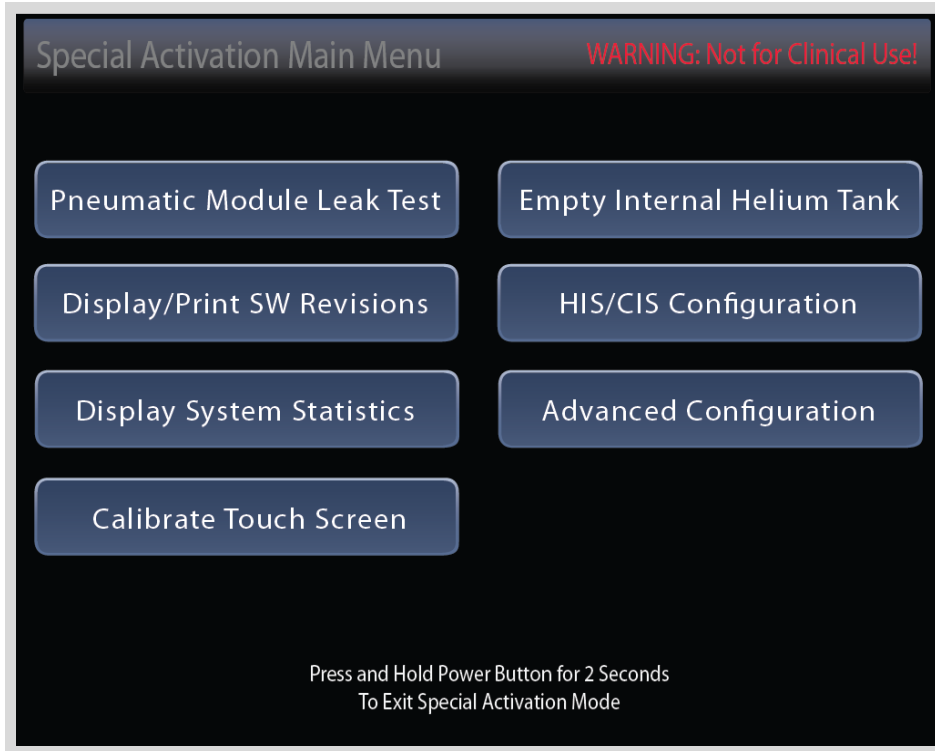 Special Activation Main Menu
WARNING: Not for Clinical Use!
Pneumatic Module Leak Test
Empty Internal Helium Tank
Display/Print SW Revisions
HIS/CIS Configuration
Display System Statistics
Advanced Configuration
Calibrate Touch Screen
Press and Hold Power Button for 2 Seconds
To Exit Special Activation Mode